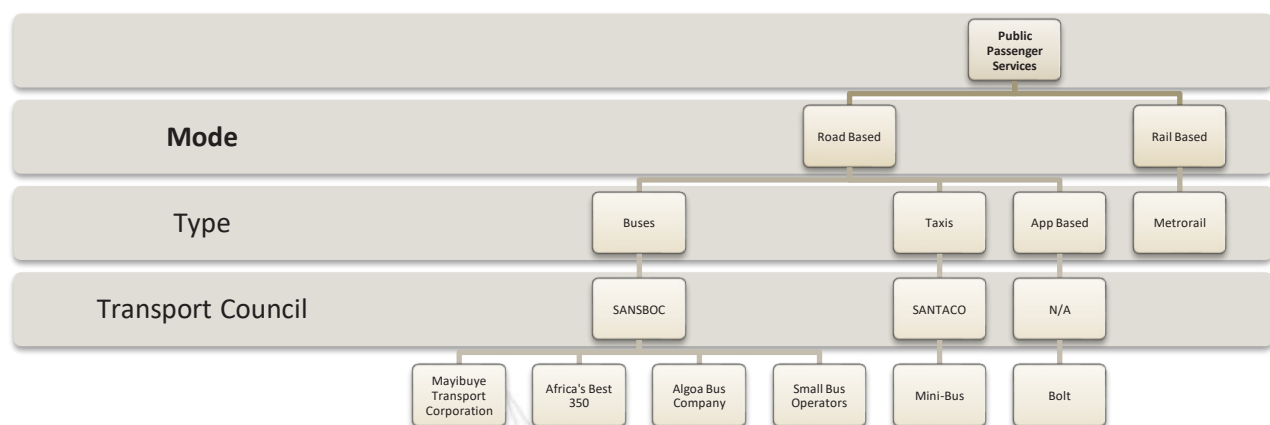 Public
Passenger
Services
Mode
Road Based
Rail Based
Type
Buses
Taxis
App Based
Metrorail
Transport Council
SANSBOC
SANTACO
N/A
Mayibuye
Transport
Corporation
Africa's Best
350
Algoa Bus
Company
Small Bus
Operators
Mini-Bus
Bolt